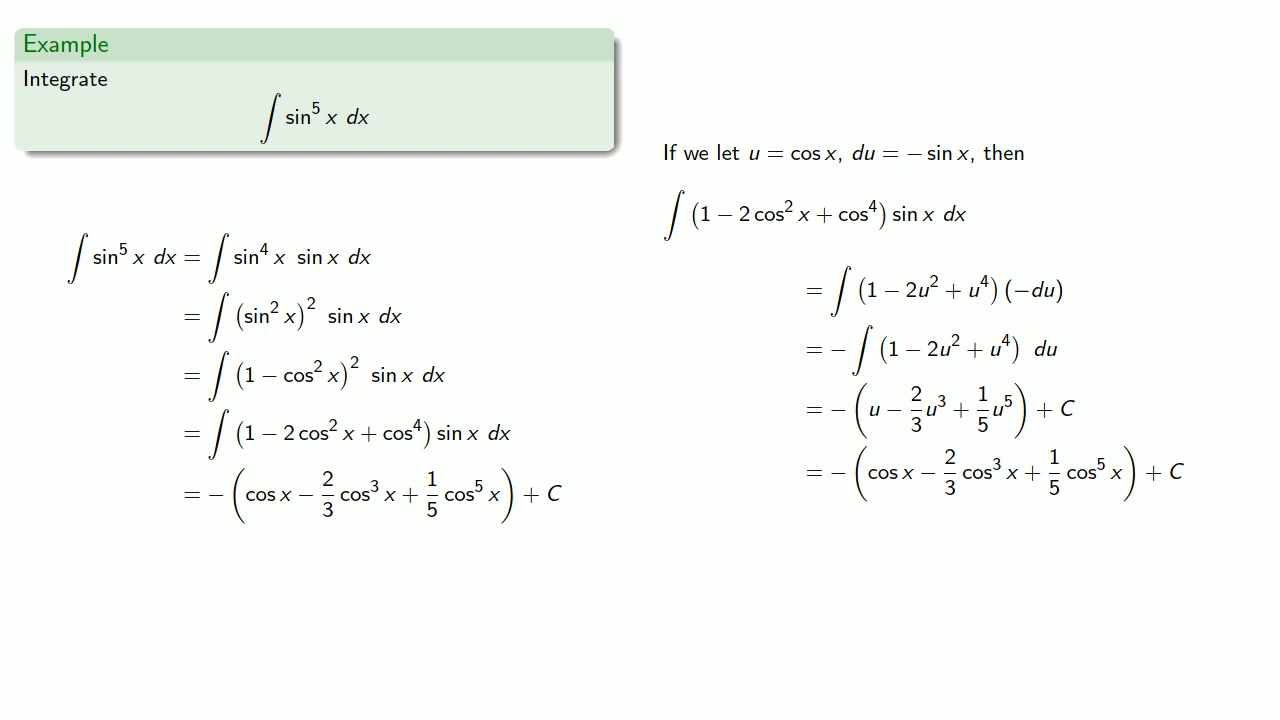 Example
Integrate
∫ sin⁵ x dx
∫ sin⁵ x dx = ∫ sin⁴ x sin x dx
= ∫ (sin² x)² sin x dx
= ∫ (1 − cos² x)² sin x dx
= ∫ (1 − 2 cos² x + cos⁴) sin x dx
= − (cos x − 2/3 cos³ x + 1/5 cos⁵ x) + C
If we let u = cos x, du = − sin x, then
∫ (1 − 2 cos² x + cos⁴) sin x dx
= ∫ (1 − 2u² + u⁴) (−du)
= − ∫ (1 − 2u² + u⁴) du
= − (u − 2/3 u³ + 1/5 u⁵) + C
= − (cos x − 2/3 cos³ x + 1/5 cos⁵ x) + C